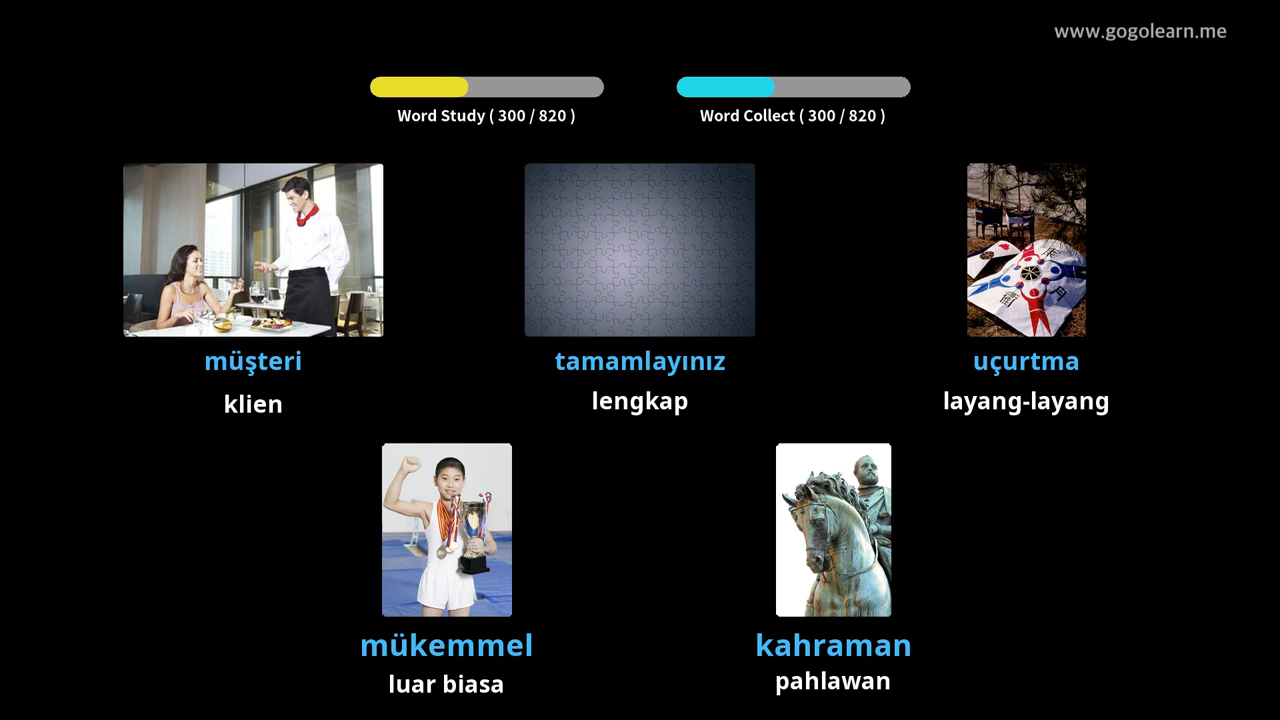 www.gogolearn.me
Word Study ( 300 / 820 )
Word Collect ( 300 / 820 )
müşteri
klien
tamamlayınız
lengkap
uçurtma
layang-layang
mükemmel
luar biasa
kahraman
pahlawan